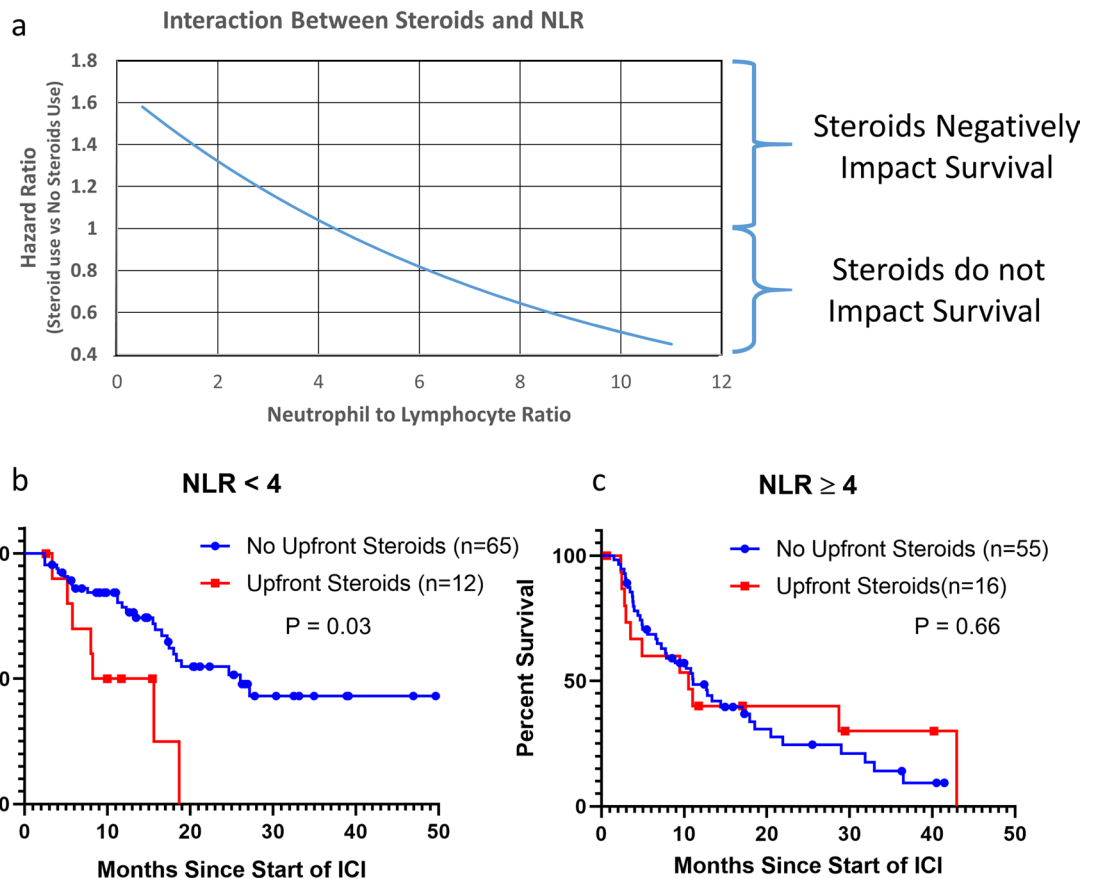 a
Interaction Between Steroids and NLR
Hazard Ratio
(Steroid use vs No Steroids Use)
1.8
1.6
1.4
1.2
1
0.8
0.6
0.4
0 2 4 6 8 10 12
Neutrophil to Lymphocyte Ratio
Steroids Negatively
Impact Survival
Steroids do not
Impact Survival
b
NLR < 4
No Upfront Steroids (n=65)
Upfront Steroids (n=12)
P = 0.03
0
0
0
0 10 20 30 40 50
Months Since Start of ICI
c
NLR ≥ 4
No Upfront Steroids (n=55)
Upfront Steroids(n=16)
P = 0.66
Percent Survival
100
50
0
0 10 20 30 40 50
Months Since Start of ICI